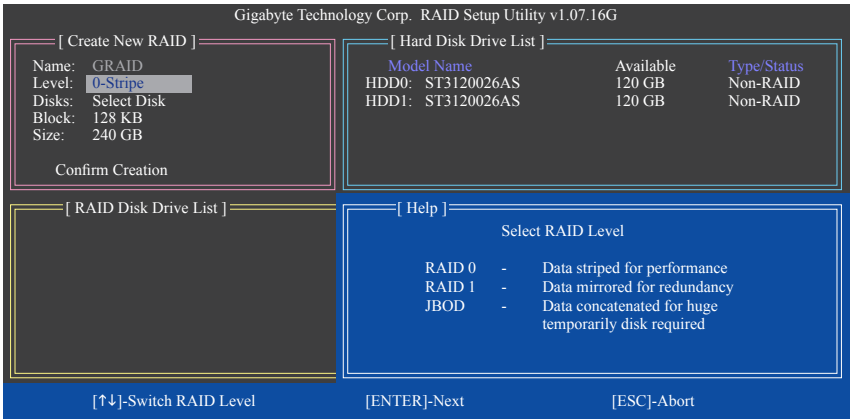 Gigabyte Technology Corp. RAID Setup Utility v1.07.16G
[ Create New RAID ]
Name: GRAID
Level: 0-Stripe
Disks: Select Disk
Block: 128 KB
Size: 240 GB
Confirm Creation
[ Hard Disk Drive List ]
Model Name Available Type/Status
HDD0: ST3120026AS 120 GB Non-RAID
HDD1: ST3120026AS 120 GB Non-RAID
[ RAID Disk Drive List ]
[ Help ]
Select RAID Level
RAID 0 - Data striped for performance
RAID 1 - Data mirrored for redundancy
JBOD - Data concatenated for huge
temporarily disk required
[↑↓]-Switch RAID Level [ENTER]-Next [ESC]-Abort